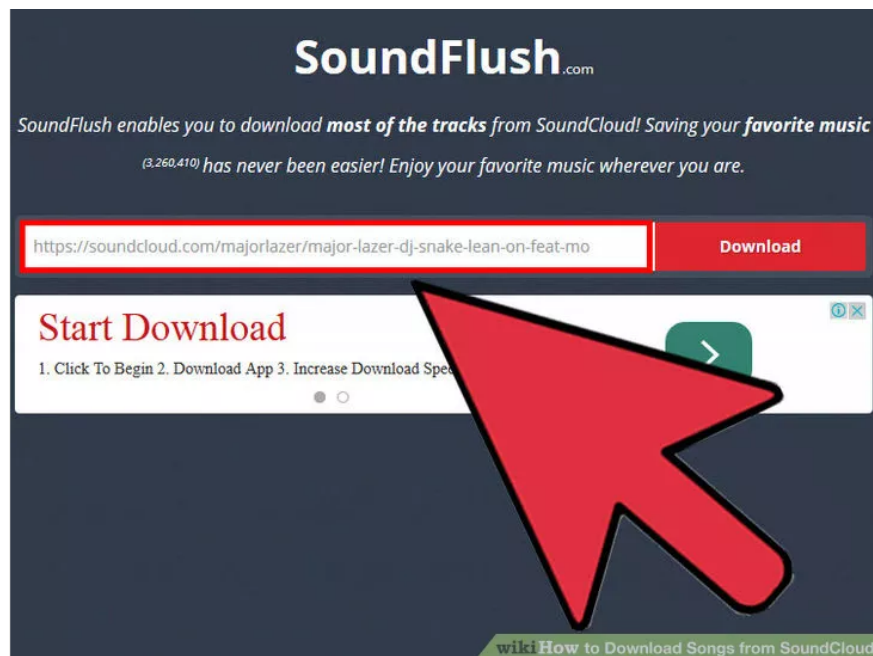 SoundFlush.com
SoundFlush enables you to download most of the tracks from SoundCloud! Saving your favorite music
(3,260,410) has never been easier! Enjoy your favorite music wherever you are.
https://soundcloud.com/majorlazer/major-lazer-dj-snake-lean-on-feat-mo
Download
Start Download
1. Click To Begin 2. Download App 3. Increase Download
wikiHow to Download Songs from SoundCloud